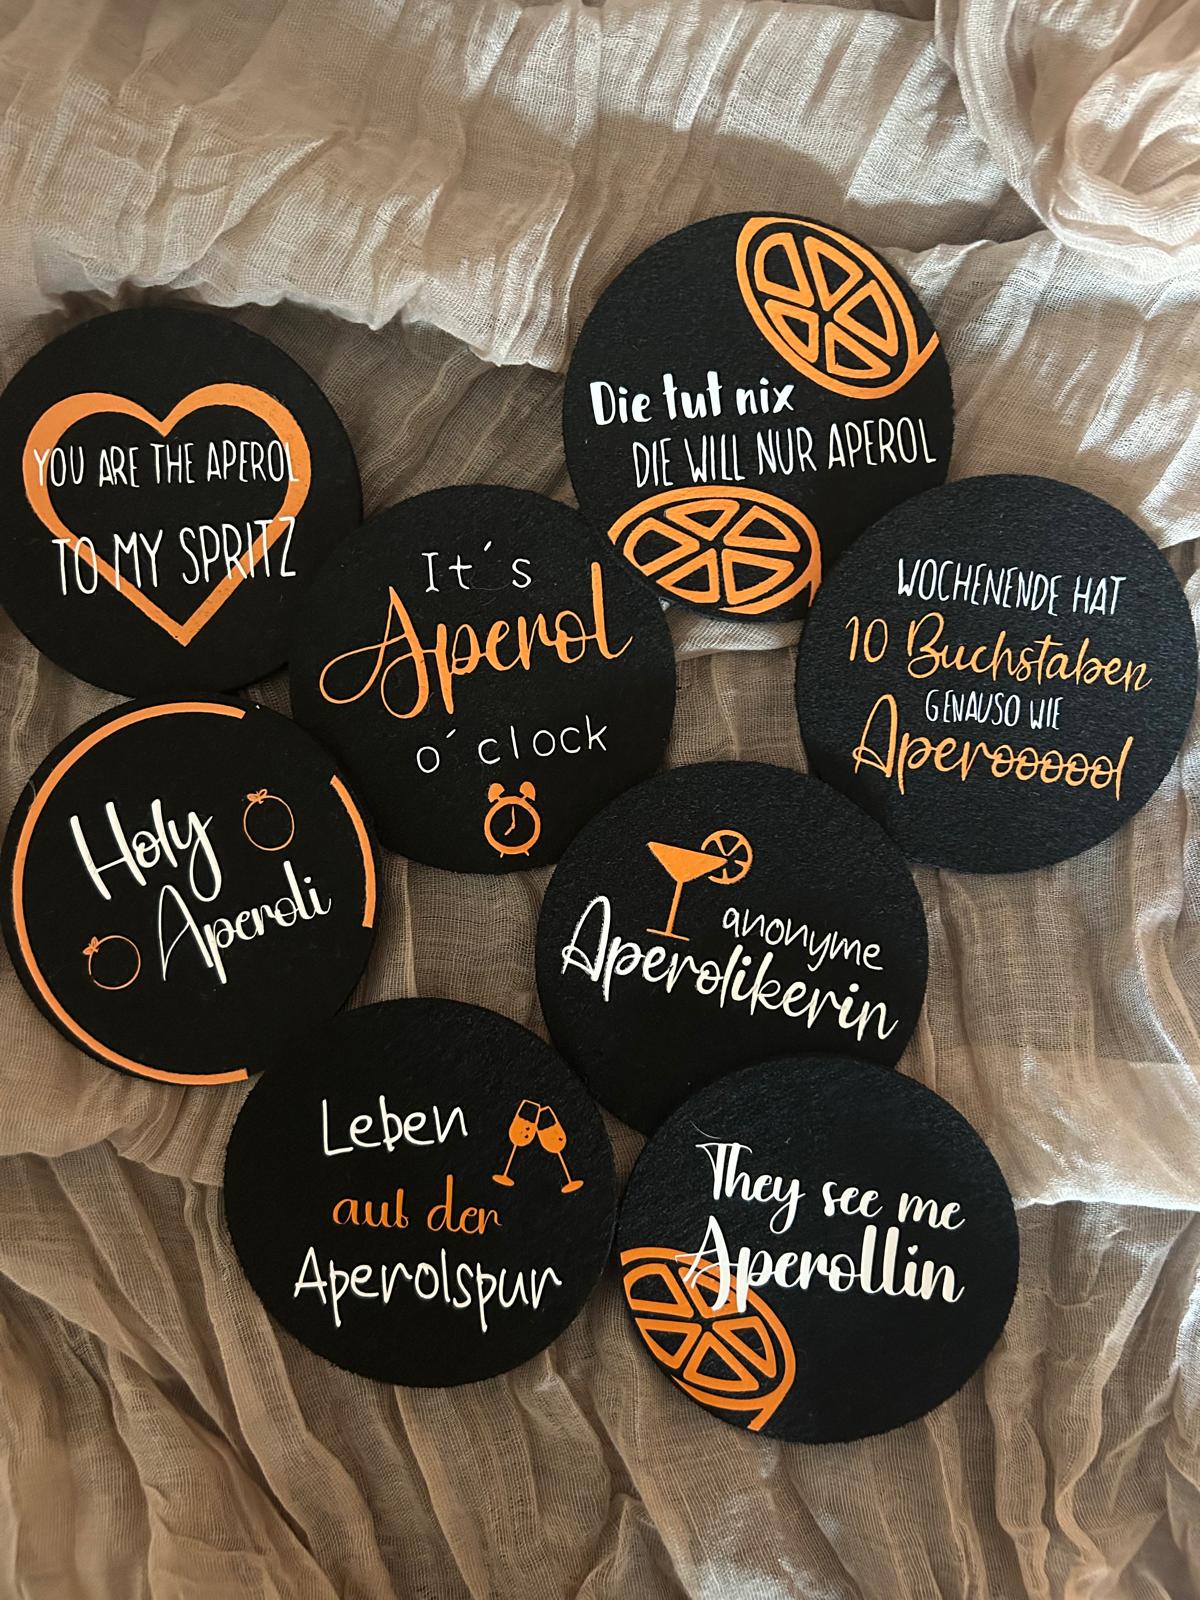 Die tut nix
DIE WILL NUR APEROL
YOU ARE THE APEROL
TO MY SPRITZ
It´s
Aperol
o´clock
WOCHENENDE HAT
10 Buchstaben
GENAUSO WIE
Aperoooool
Holy
Aperoli
anonyme
Aperolikerin
Leben
auf der
Aperolspur
They see me
Aperollin